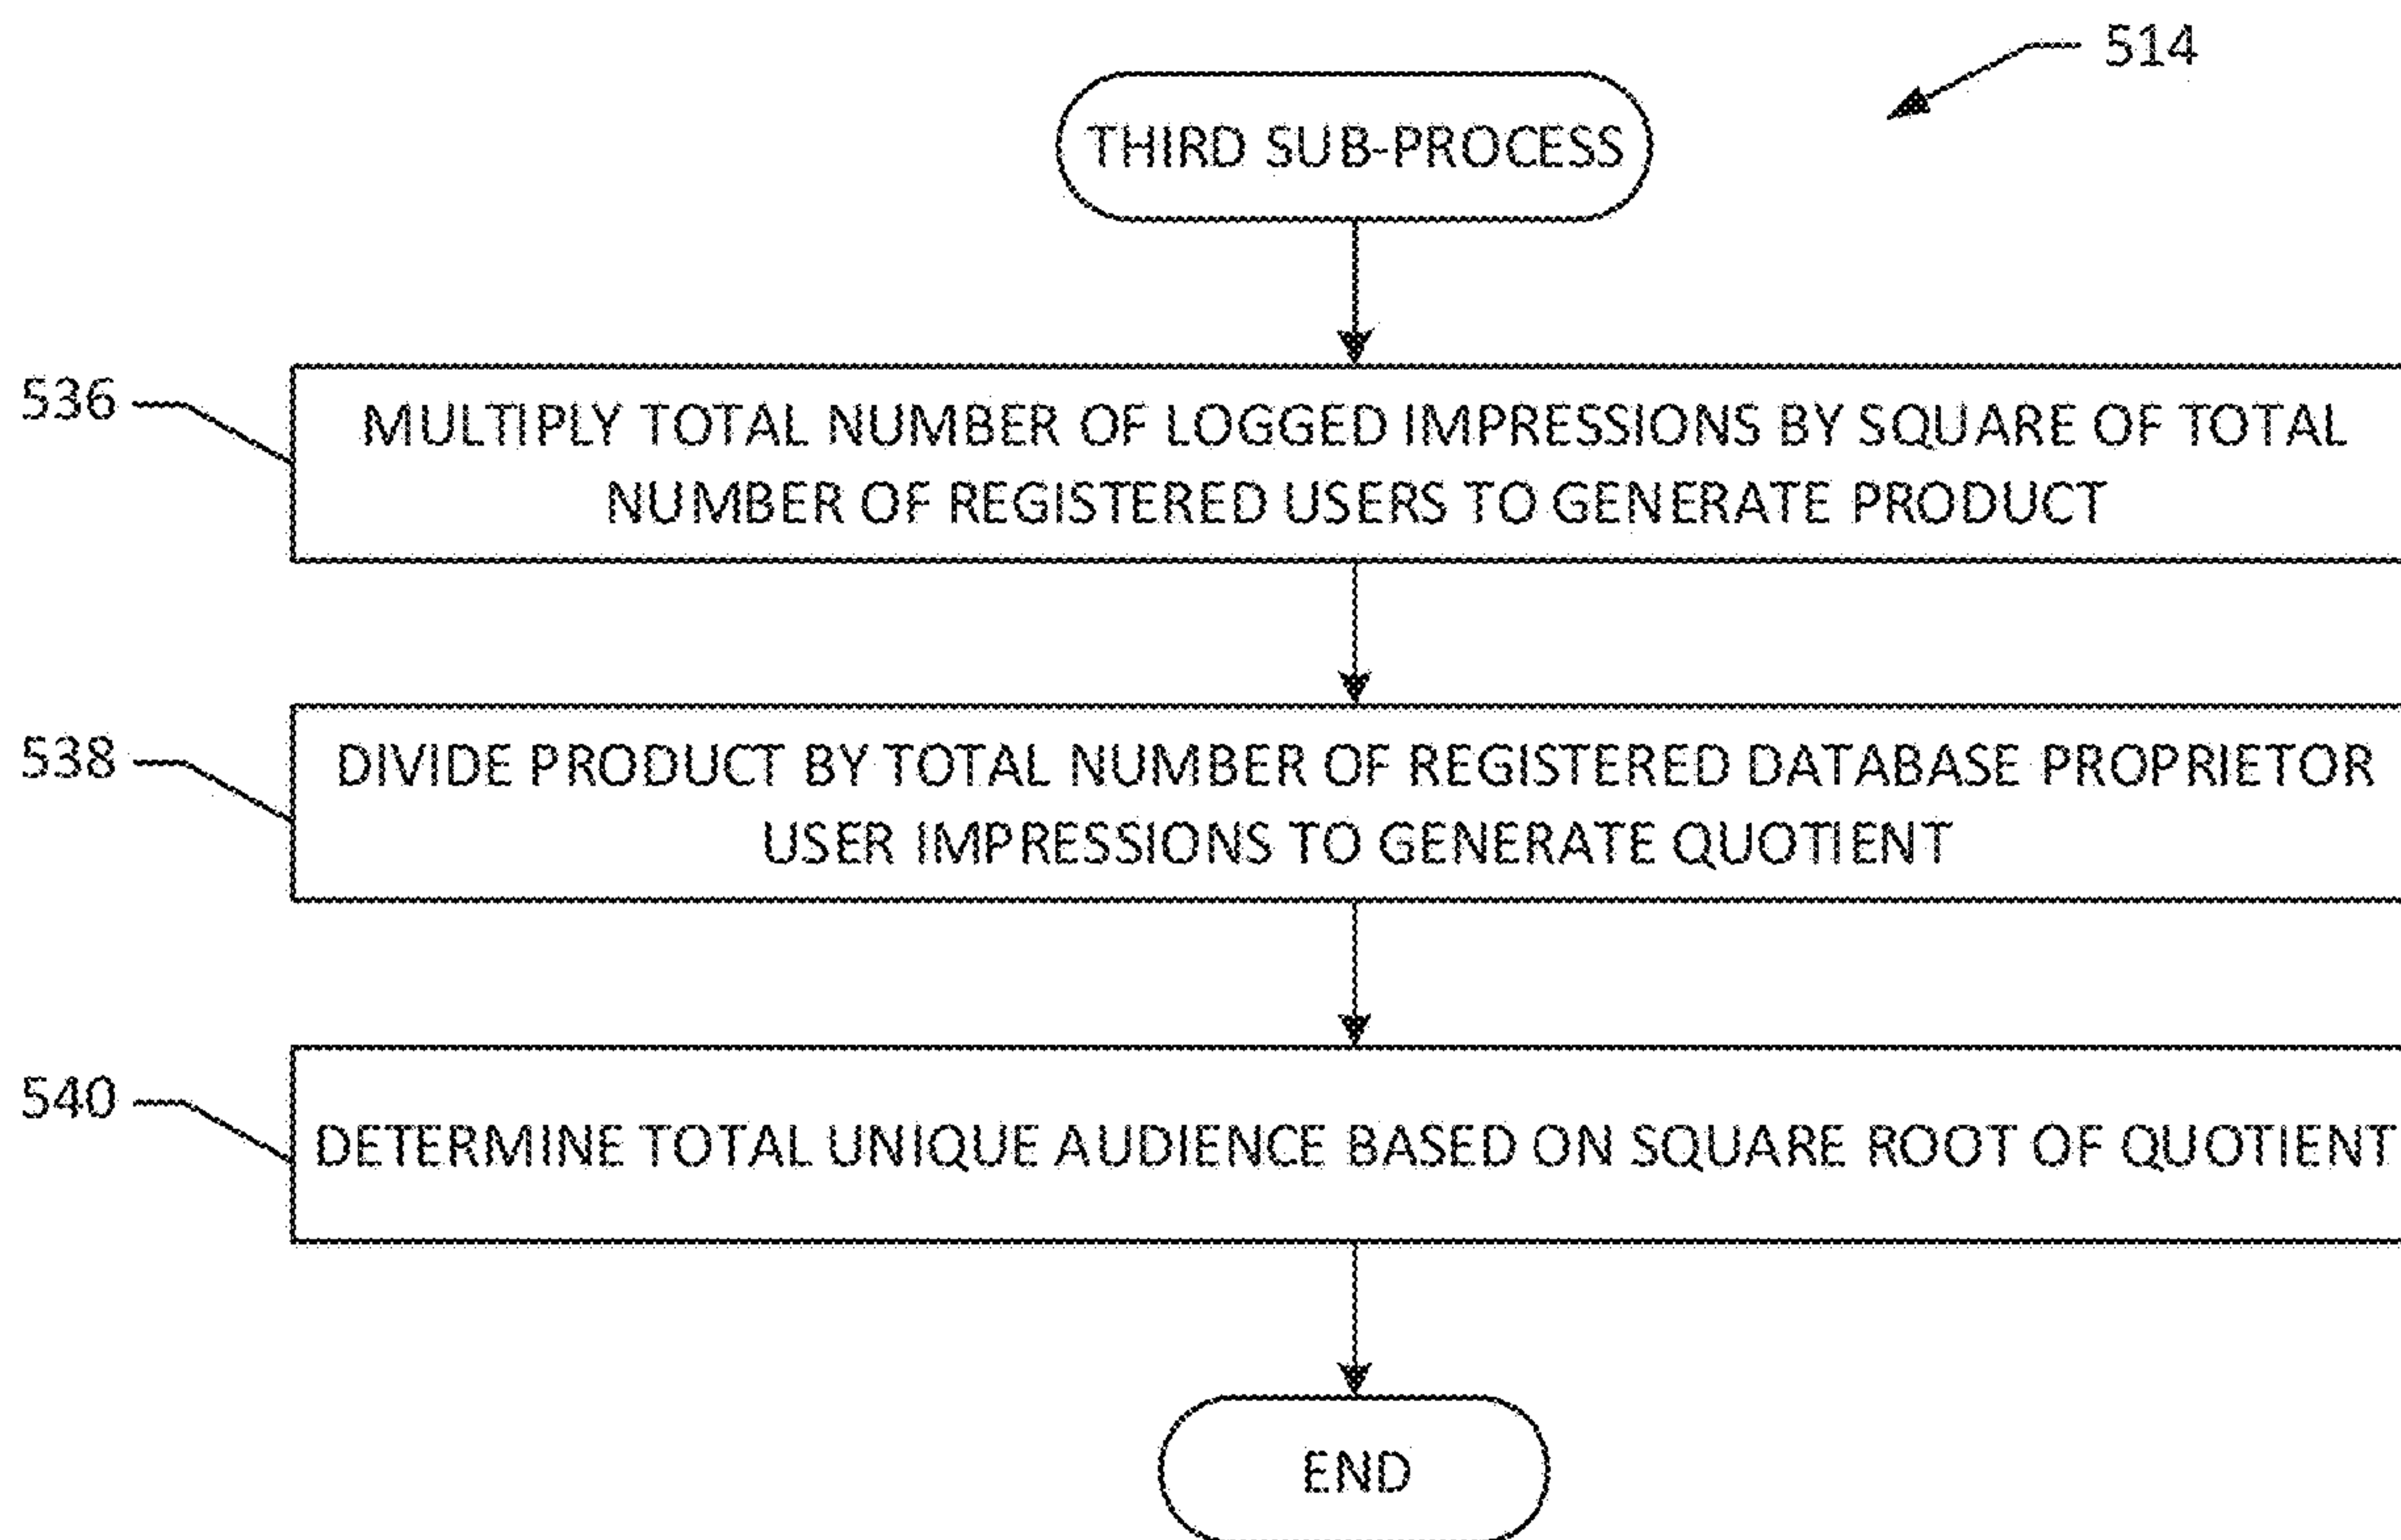 514
THIRD SUB-PROCESS
536
MULTIPLY TOTAL NUMBER OF LOGGED IMPRESSIONS BY SQUARE OF TOTAL
NUMBER OF REGISTERED USERS TO GENERATE PRODUCT
538
DIVIDE PRODUCT BY TOTAL NUMBER OF REGISTERED DATABASE PROPRIETOR
USER IMPRESSIONS TO GENERATE QUOTIENT
540
DETERMINE TOTAL UNIQUE AUDIENCE BASED ON SQUARE ROOT OF QUOTIENT
END